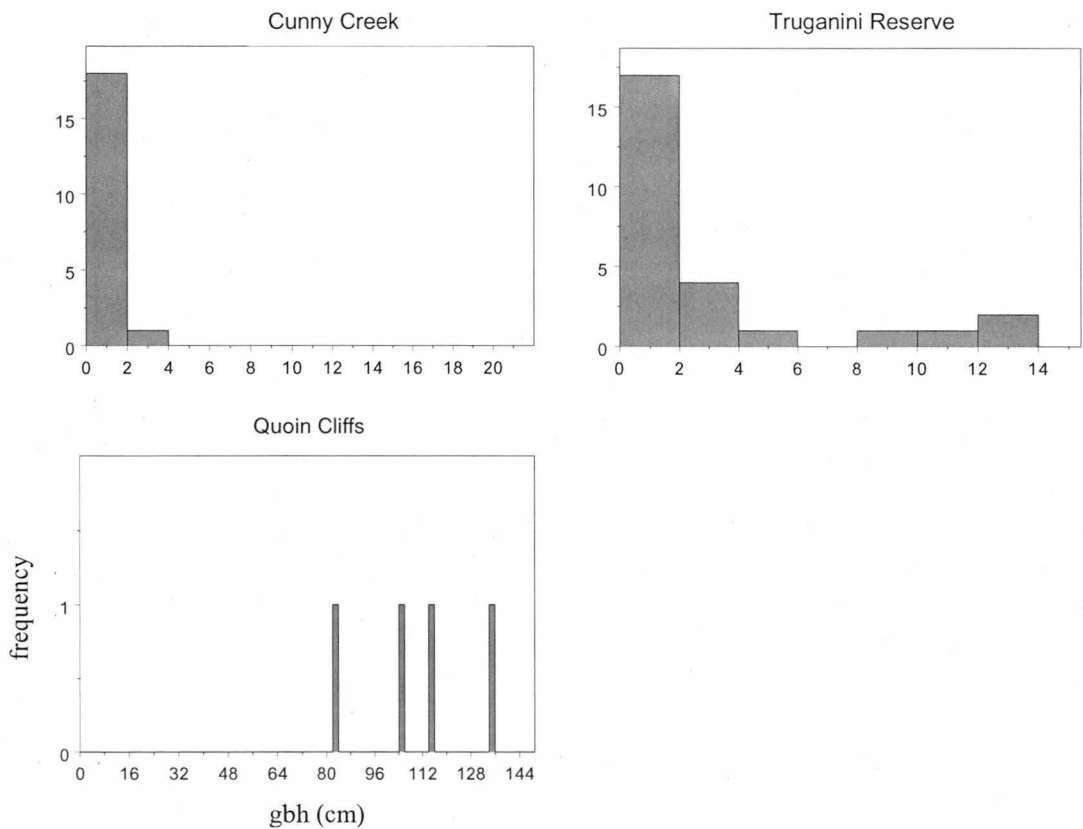 Cunny Creek
15
10
5
0
0 2 4 6 8 10 12 14 16 18 20
Truganini Reserve
15
10
5
0
0 2 4 6 8 10 12 14
Quoin Cliffs
frequency
1
0
0 16 32 48 64 80 96 112 128 144
gbh (cm)